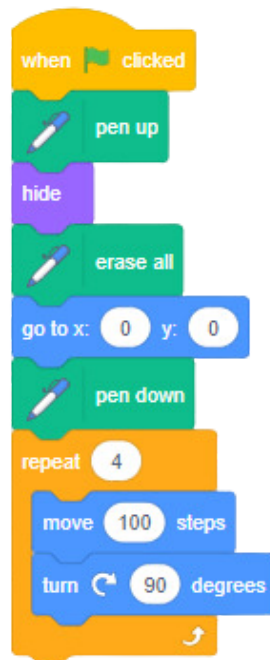 when clicked
pen up
hide
erase all
go to x: 0 y: 0
pen down
repeat 4
move 100 steps
turn 90 degrees